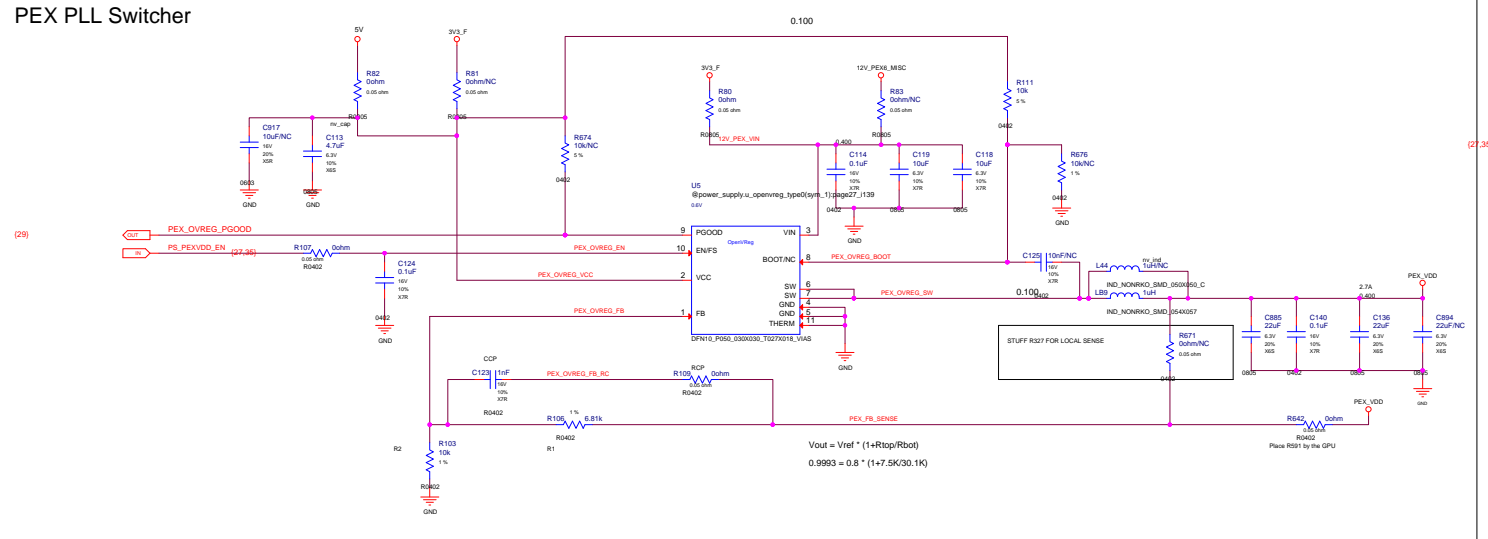 PEX PLL Switcher
0.100
5V
3V3_F
R82
0ohm
0.05 ohm
R0805
R81
0ohm/NC
0.05 ohm
R0805
nv_cap
C917
10uF/NC
16V
20%
X5R
0603
GND
C113
4.7uF
6.3V
10%
X6S
0805
GND
R674
10k/NC
5 %
0402
3V3_F
R80
0ohm
0.05 ohm
R0805
12V_PEX_VIN
12V_PEX6_MISC
R83
0ohm/NC
0.05 ohm
R0805
0.400
R111
10k
5 %
0402
R676
10k/NC
1 %
0402
GND
C114
0.1uF
16V
10%
X7R
0402
C119
10uF
6.3V
10%
X7R
0805
C118
10uF
6.3V
10%
X7R
0805
GND
{27,35
U5
@power_supply.u_openvreg_type0(sym_1):page27_i139
0.6V
{29}
OUT
PEX_OVREG_PGOOD
IN
PS_PEXVDD_EN
{27,35}
R107
0ohm
0.05 ohm
R0402
PEX_OVREG_EN
C124
0.1uF
16V
10%
X7R
0402
GND
PEX_OVREG_VCC
PEX_OVREG_FB
9
PGOOD
10
EN/FS
2
VCC
1
FB
OpenVReg
VIN
3
BOOT/NC
8
SW
6
SW
7
GND
4
GND
5
THERM
11
DFN10_P050_030X030_T027X018_VIAS
GND
PEX_OVREG_BOOT
PEX_OVREG_SW
C125
10nF/NC
16V
10%
X7R
0402
0.100
L44
nv_ind
1uH/NC
IND_NONRKO_SMD_050X050_C
LB9
1uH
IND_NONRKO_SMD_054X057
PEX_VDD
2.7A
0.400
C885
22uF
6.3V
20%
X6S
0805
C140
0.1uF
16V
10%
X7R
0402
C136
22uF
6.3V
20%
X6S
0805
C894
22uF/NC
6.3V
20%
X6S
0805
GND
STUFF R327 FOR LOCAL SENSE
R671
0ohm/NC
0.05 ohm
0402
CCP
C123
1nF
16V
10%
X7R
R0402
PEX_OVREG_FB_RC
RCP
R109
0ohm
0.05 ohm
R0402
R106
1 %
6.81k
R0402
R1
PEX_FB_SENSE
R2
R103
10k
1 %
R0402
GND
PEX_VDD
R642
0ohm
0.05 ohm
R0402
Place R591 by the GPU
Vout = Vref * (1+Rtop/Rbot)
0.9993 = 0.8 * (1+7.5K/30.1K)